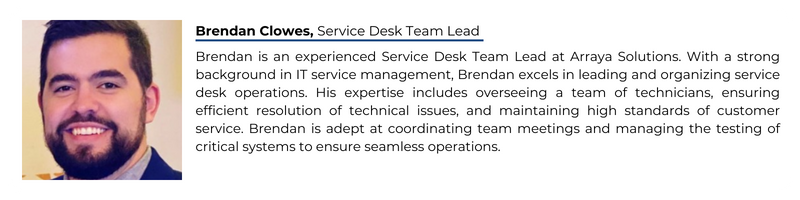 Brendan Clowes, Service Desk Team Lead
Brendan is an experienced Service Desk Team Lead at Arraya Solutions. With a strong
background in IT service management, Brendan excels in leading and organizing service
desk operations. His expertise includes overseeing a team of technicians, ensuring
efficient resolution of technical issues, and maintaining high standards of customer
service. Brendan is adept at coordinating team meetings and managing the testing of
critical systems to ensure seamless operations.